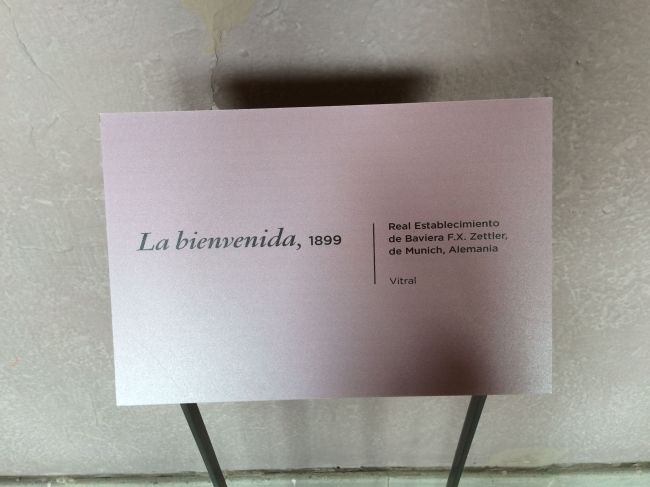 La bienvenida, 1899
Real Establecimiento
de Baviera F.X. Zettler,
de Munich, Alemania
Vitral